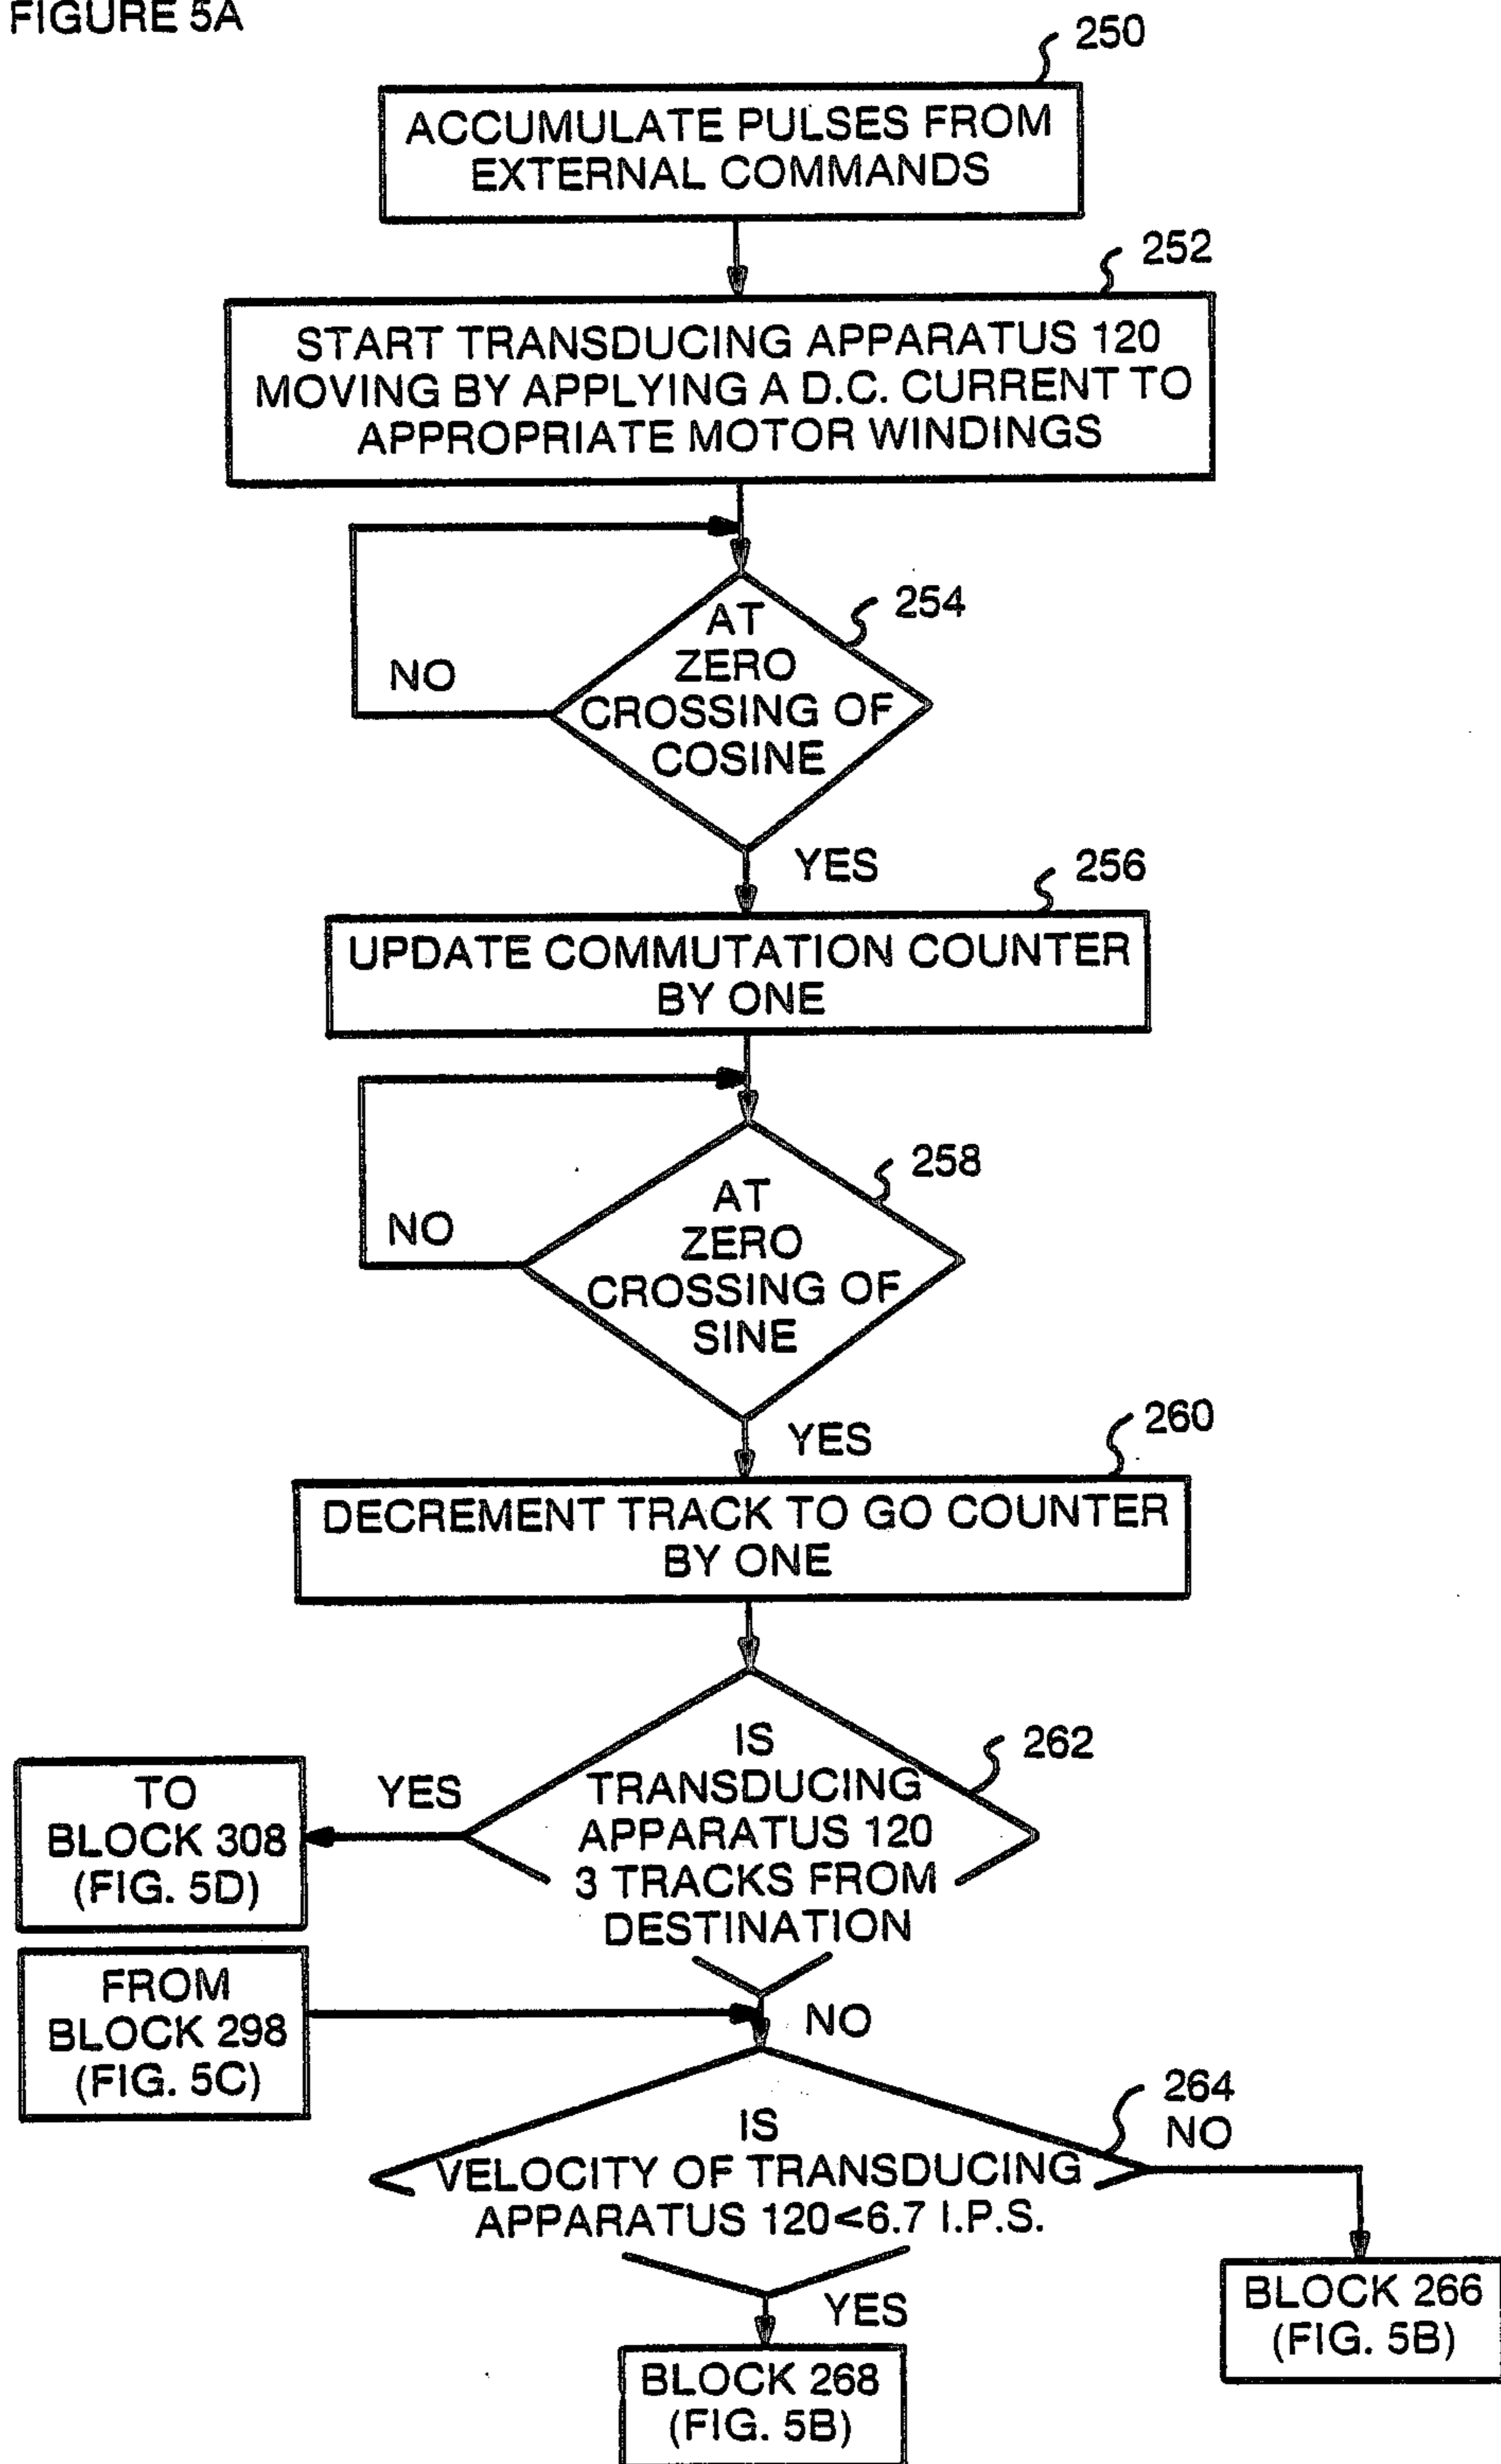 FIGURE 5A
250
ACCUMULATE PULSES FROM
EXTERNAL COMMANDS
252
START TRANSDUCING APPARATUS 120
MOVING BY APPLYING A D.C. CURRENT TO
APPROPRIATE MOTOR WINDINGS
254
AT
ZERO
CROSSING OF
COSINE
NO
YES
256
UPDATE COMMUTATION COUNTER
BY ONE
258
AT
ZERO
CROSSING OF
SINE
NO
YES
260
DECREMENT TRACK TO GO COUNTER
BY ONE
262
IS
TRANSDUCING
APPARATUS 120
3 TRACKS FROM
DESTINATION
YES
TO
BLOCK 308
(FIG. 5D)
FROM
BLOCK 298
(FIG. 5C)
NO
264
NO
IS
VELOCITY OF TRANSDUCING
APPARATUS 120<6.7 I.P.S.
YES
BLOCK 266
(FIG. 5B)
BLOCK 268
(FIG. 5B)